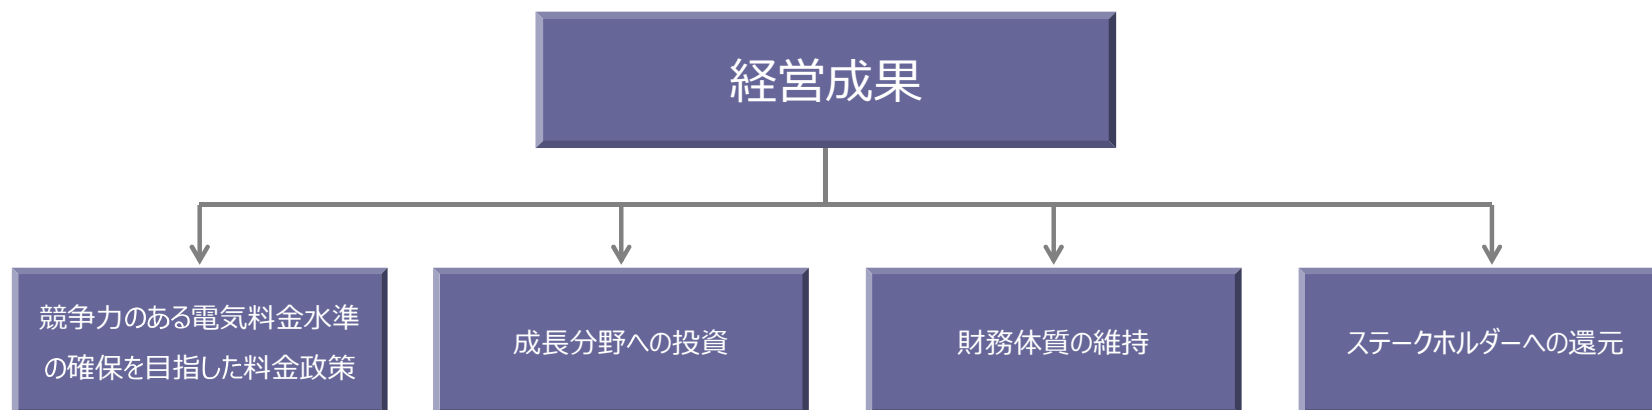 経営成果
競争力のある電気料金水準
の確保を目指した料金政策
成長分野への投資
財務体質の維持
ステークホルダーへの還元